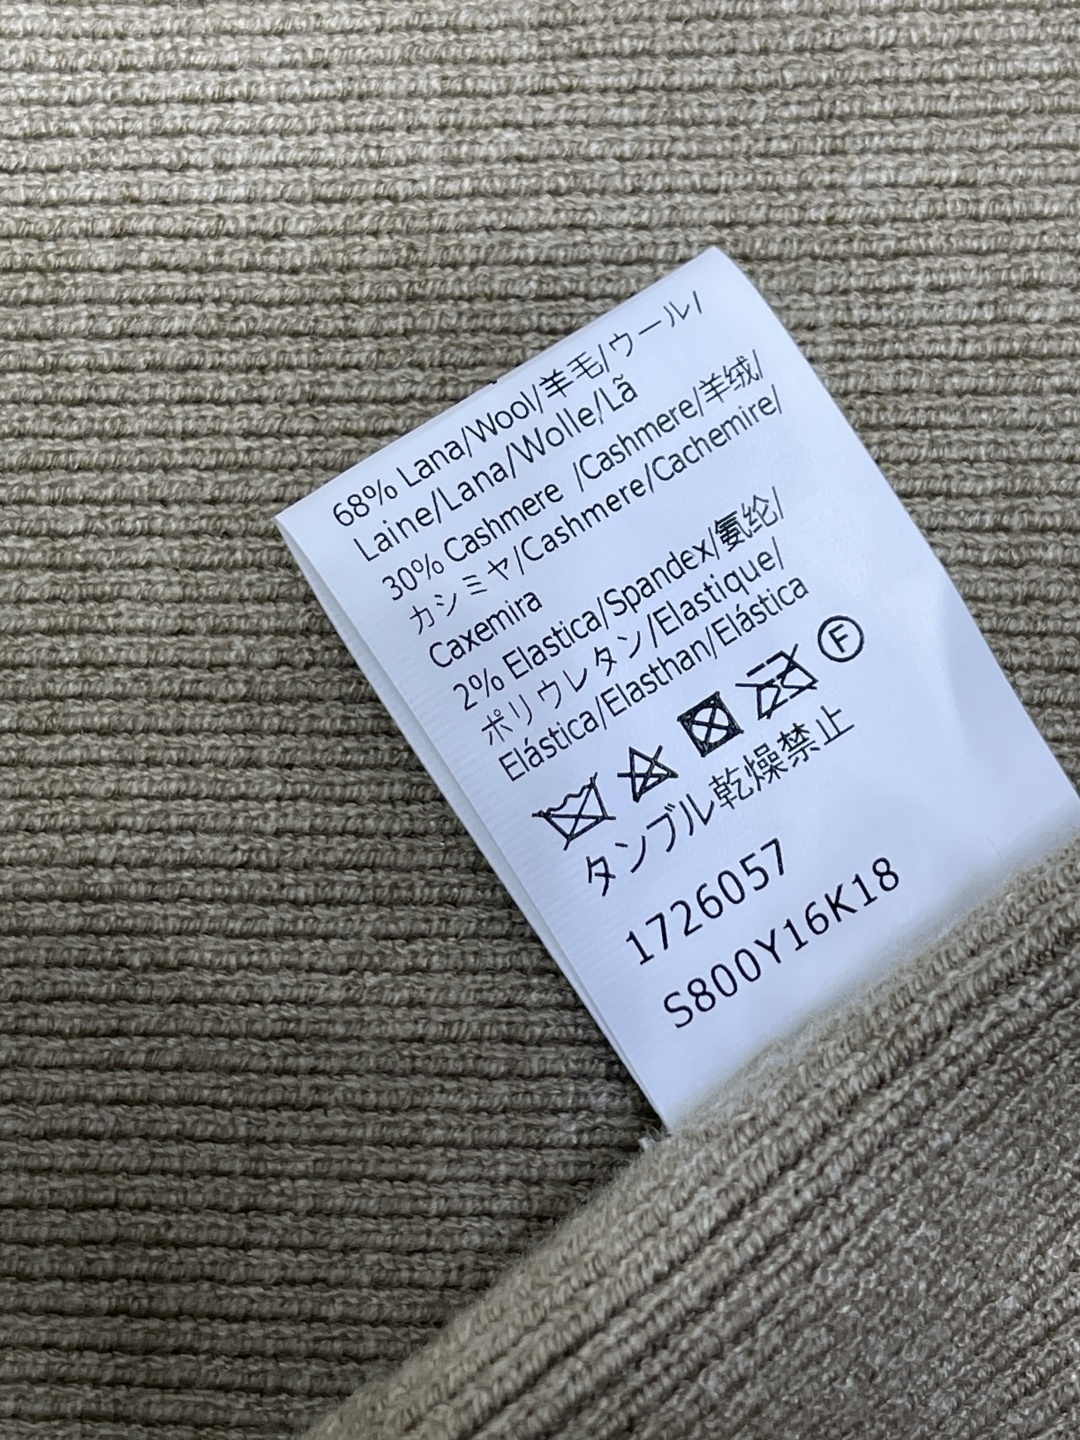 68% Lana/Wool/羊毛/ウール/
Laine/Lana/Wolle/Lã
30% Cashmere /Cashmere/羊绒/
カシミヤ/Cashmere/Cachemire/
Caxemira
2% Elastica/Spandex/氨纶/
ポリウレタン/Elastique/
Elástica/Elasthan/Elástica
F
タンブル乾燥禁止
1726057
S800Y16K18